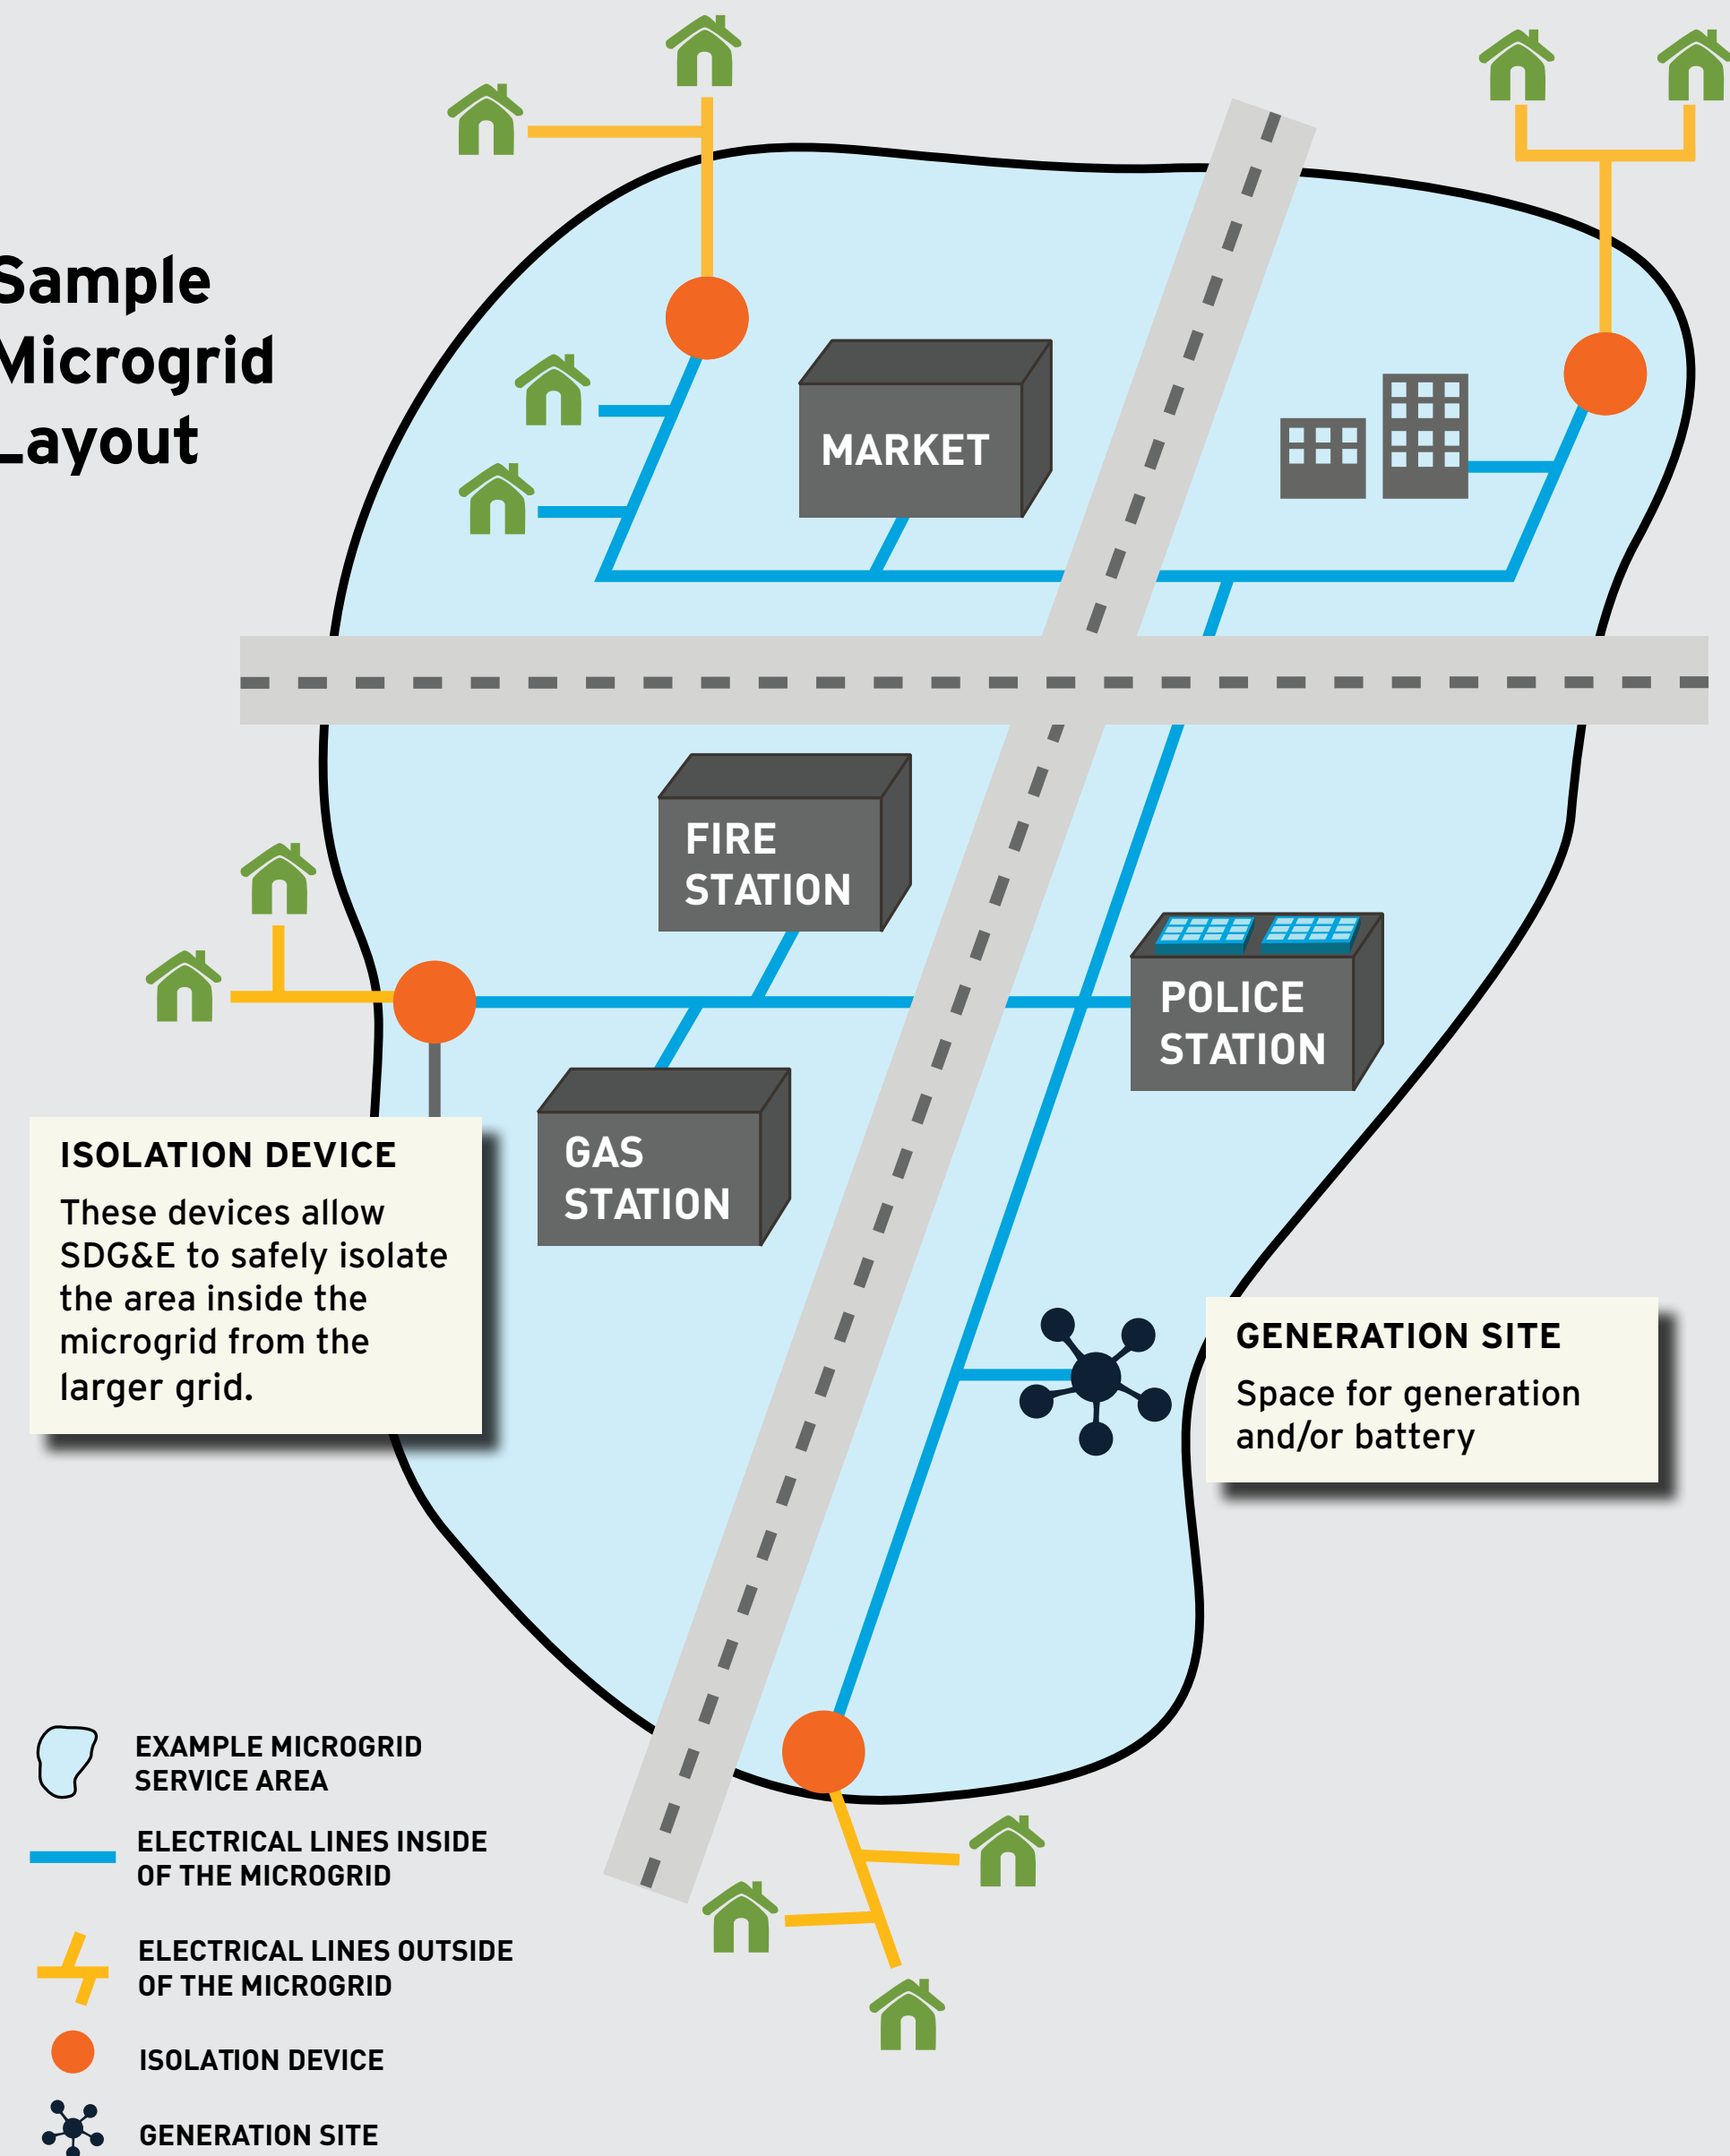 Sample
Microgrid
Layout
MARKET
FIRE
STATION
POLICE
STATION
GAS
STATION
ISOLATION DEVICE
These devices allow
SDG&E to safely isolate
the area inside the
microgrid from the
larger grid.
GENERATION SITE
Space for generation
and/or battery
EXAMPLE MICROGRID
SERVICE AREA
ELECTRICAL LINES INSIDE
OF THE MICROGRID
ELECTRICAL LINES OUTSIDE
OF THE MICROGRID
ISOLATION DEVICE
GENERATION SITE